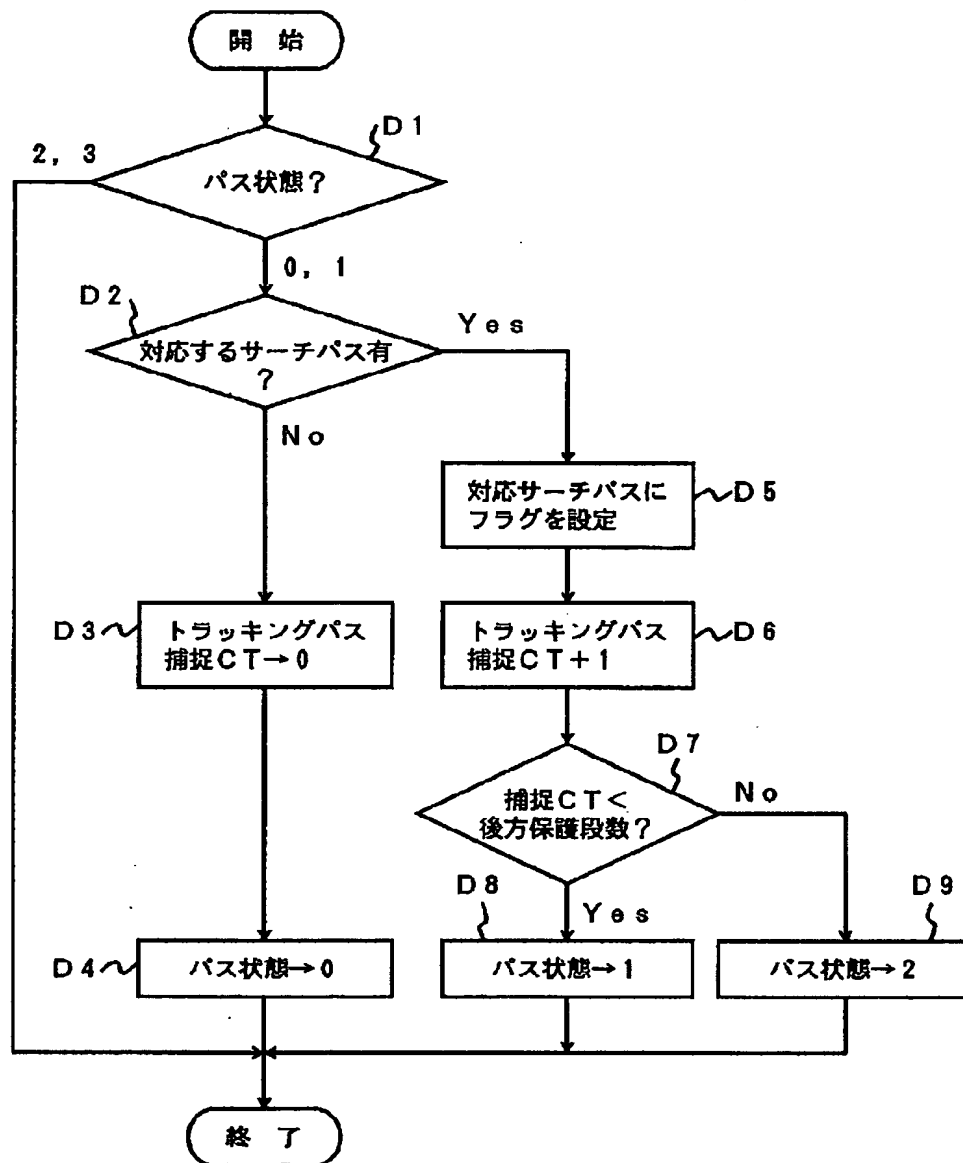 開 始
D1
2, 3
パス状態?
0, 1
D2
対応するサーチパス有
?
Yes
No
対応サーチパスに
フラグを設定
D5
D3
トラッキングパス
捕捉CT→0
トラッキングパス
捕捉CT+1
D6
D7
捕捉CT<
後方保護段数?
No
D8
Yes
D9
D4
パス状態→0
パス状態→1
パス状態→2
終 了